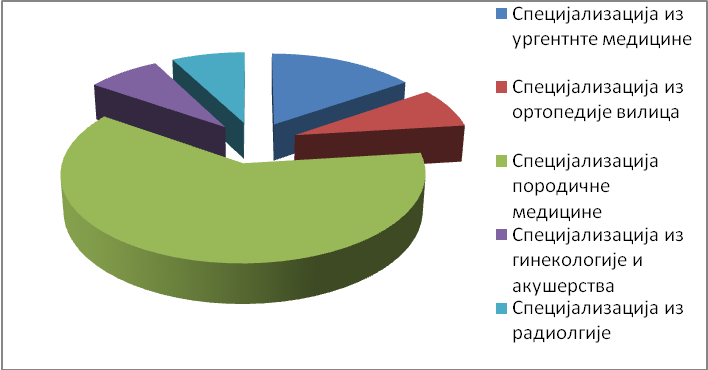 Специјализација из
ургентнте медицине
Специјализација из
ортопедије вилица
Специјализација
породичне
медицине
Специјализација из
гинекологије и
акушерства
Специјализација из
радиолгије